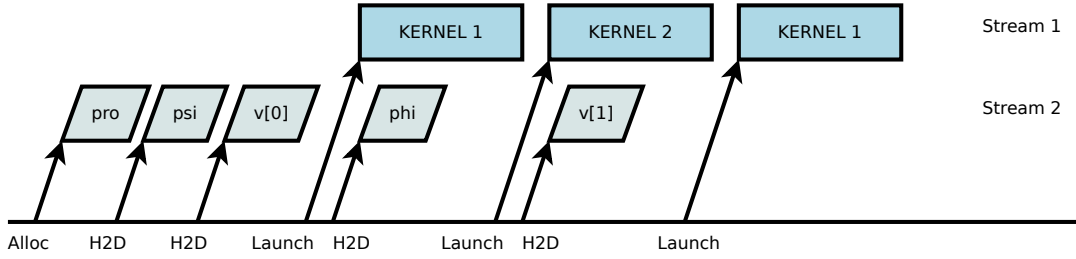 KERNEL 1 KERNEL 2 KERNEL 1 Stream 1
pro psi v[0] phi v[1] Stream 2
Alloc H2D H2D Launch H2D Launch H2D Launch